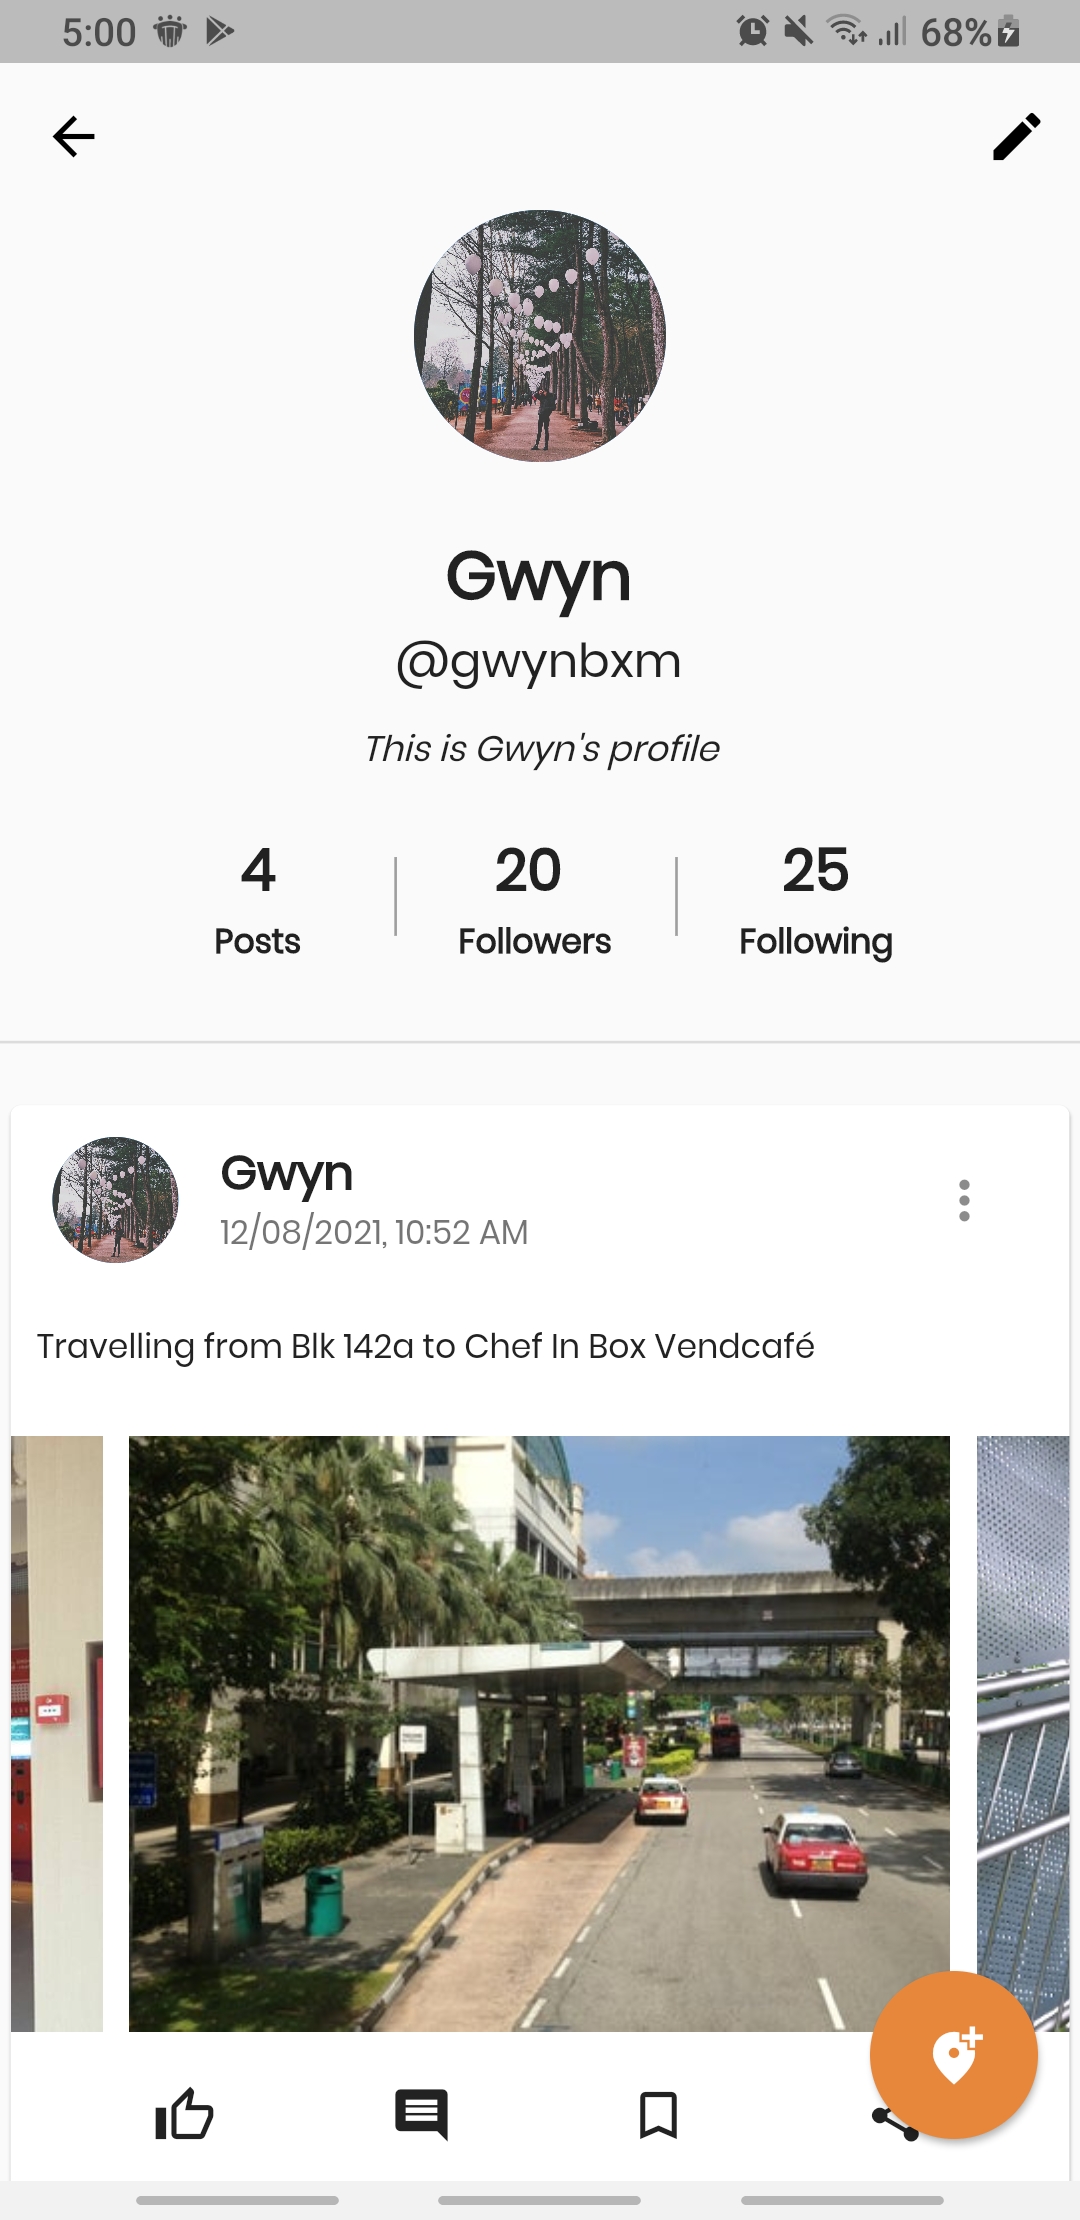 5:00
68%
Gwyn
@gwynbxm
This is Gwyn's profile
4
20
25
Posts
Followers
Following
Gwyn
12/08/2021, 10:52 AM
Travelling from Blk 142a to Chef In Box Vendcafé